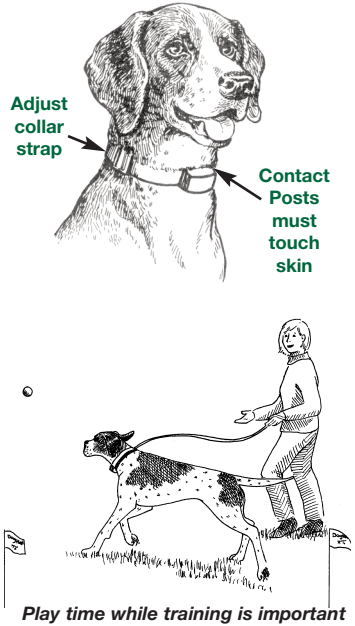 Adjust
collar
strap
Contact
Posts
must
touch
skin
Play time while training is important